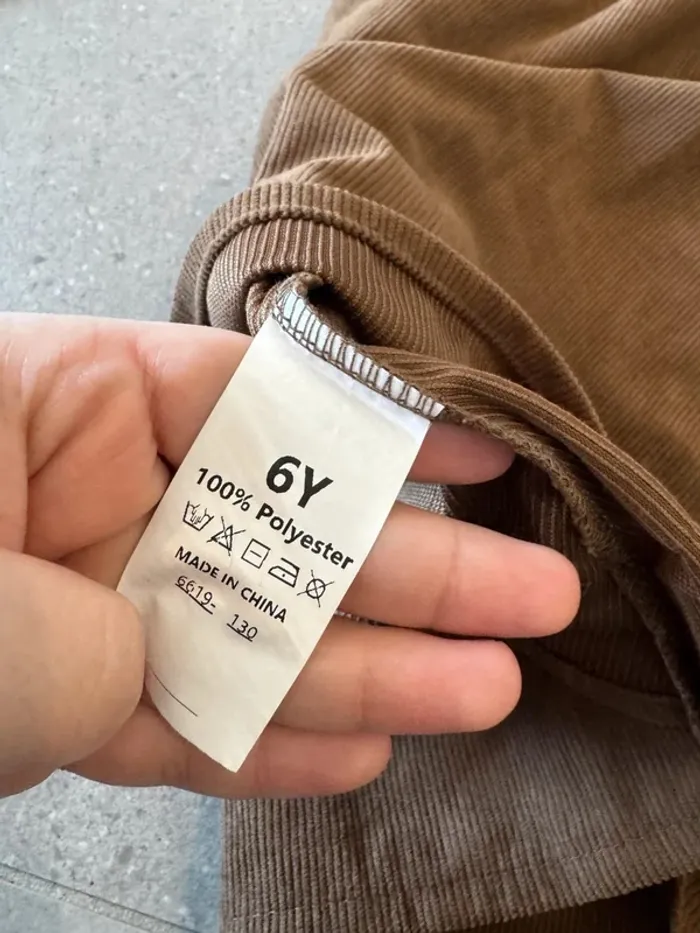 6Y
100% Polyester
MADE IN CHINA
6619- 130